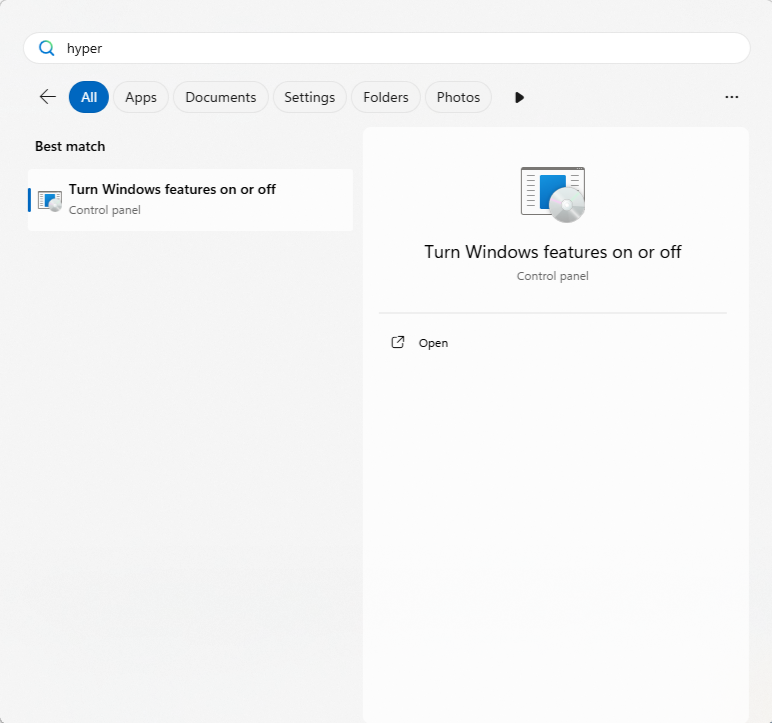 hyper
All Apps Documents Settings Folders Photos ...
Best match
Turn Windows features on or off
Control panel
Turn Windows features on or off
Control panel
Open